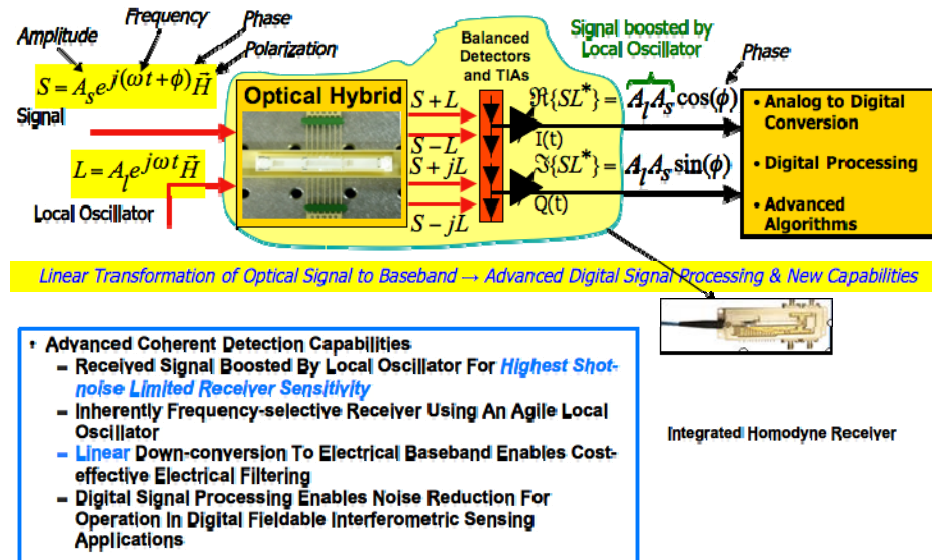 Amplitude
Frequency
Phase
Polarization
S = A_s e^{j(ωt+φ)} \vec{H}
Signal
L = A_l e^{jωt} \vec{H}
Local Oscillator
Optical Hybrid
S + L
S − L
S + jL
S − jL
Balanced
Detectors
and TIAs
Signal boosted by
Local Oscillator
Phase
ℜ{SL*} = A_l A_s cos(φ)
I(t)
ℑ{SL*} = A_l A_s sin(φ)
Q(t)
• Analog to Digital
Conversion
• Digital Processing
• Advanced
Algorithms
Linear Transformation of Optical Signal to Baseband → Advanced Digital Signal Processing & New Capabilities
• Advanced Coherent Detection Capabilities
– Received Signal Boosted By Local Oscillator For Highest Shot-
noise Limited Receiver Sensitivity
– Inherently Frequency-selective Receiver Using An Agile Local
Oscillator
– Linear Down-conversion To Electrical Baseband Enables Cost-
effective Electrical Filtering
– Digital Signal Processing Enables Noise Reduction For
Operation In Digital Fieldable Interferometric Sensing
Applications
Integrated Homodyne Receiver